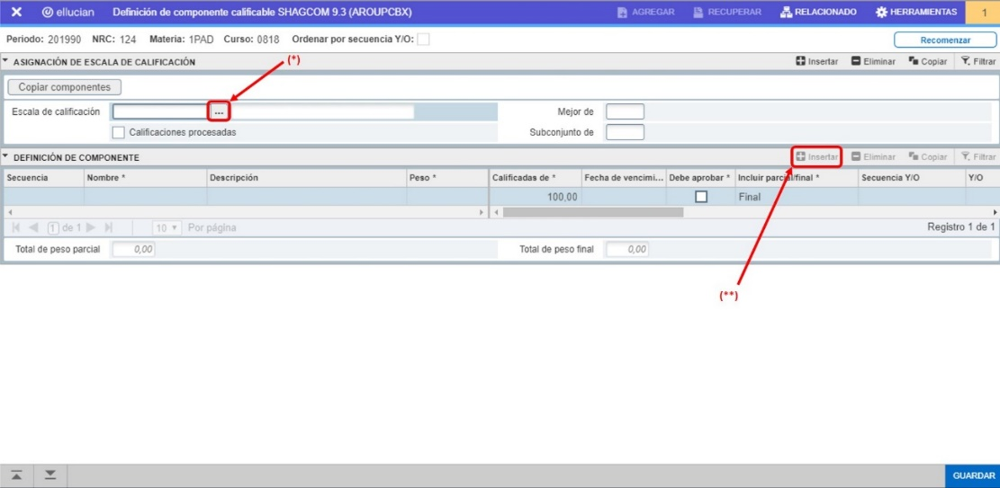 ellucian Definición de componente calificable SHAGCOM 9.3 (AROUPCBX) AGREGAR RECUPERAR RELACIONADO HERRAMIENTAS 1
Periodo: 201990 NRC: 124 Materia: 1PAD Curso: 0818 Ordenar por secuencia Y/O: Recomenzar
ASIGNACIÓN DE ESCALA DE CALIFICACIÓN (*) Insertar Eliminar Copiar Filtrar
Copiar componentes
Escala de calificación ... Mejor de
Calificaciones procesadas Subconjunto de
DEFINICIÓN DE COMPONENTE Insertar Eliminar Copiar Filtrar
Secuencia Nombre * Descripción Peso * Calificadas de * Fecha de vencimi... Debe aprobar * Incluir parcial/final * Secuencia Y/O Y/O
100,00 Final
1 de 1 10 Por página Registro 1 de 1
Total de peso parcial 0,00 Total de peso final 0,00
(**)
GUARDAR